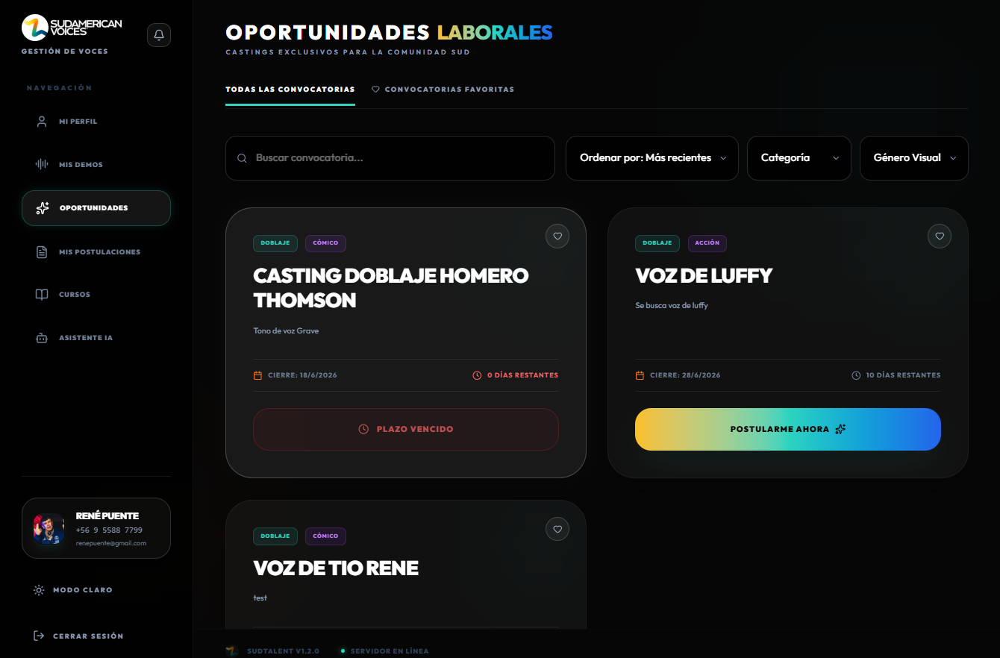 SUDAMERICAN
VOICES
GESTIÓN DE VOCES
NAVEGACIÓN
MI PERFIL
MIS DEMOS
OPORTUNIDADES
MIS POSTULACIONES
CURSOS
ASISTENTE IA
RENÉ PUENTE
+56 9 5588 7799
renepuente@gmail.com
MODO CLARO
CERRAR SESIÓN
OPORTUNIDADES LABORALES
CASTINGS EXCLUSIVOS PARA LA COMUNIDAD SUD
TODAS LAS CONVOCATORIAS
CONVOCATORIAS FAVORITAS
Buscar convocatoria...
Ordenar por: Más recientes
Categoría
Género Visual
DOBLAJE
CÓMICO
CASTING DOBLAJE HOMERO
THOMSON
Tono de voz Grave
CIERRE: 18/6/2026
0 DÍAS RESTANTES
PLAZO VENCIDO
DOBLAJE
ACCIÓN
VOZ DE LUFFY
Se busca voz de luffy
CIERRE: 28/6/2026
10 DÍAS RESTANTES
POSTULARME AHORA
DOBLAJE
CÓMICO
VOZ DE TIO RENE
test
SUDTALENT V1.2.0
SERVIDOR EN LÍNEA